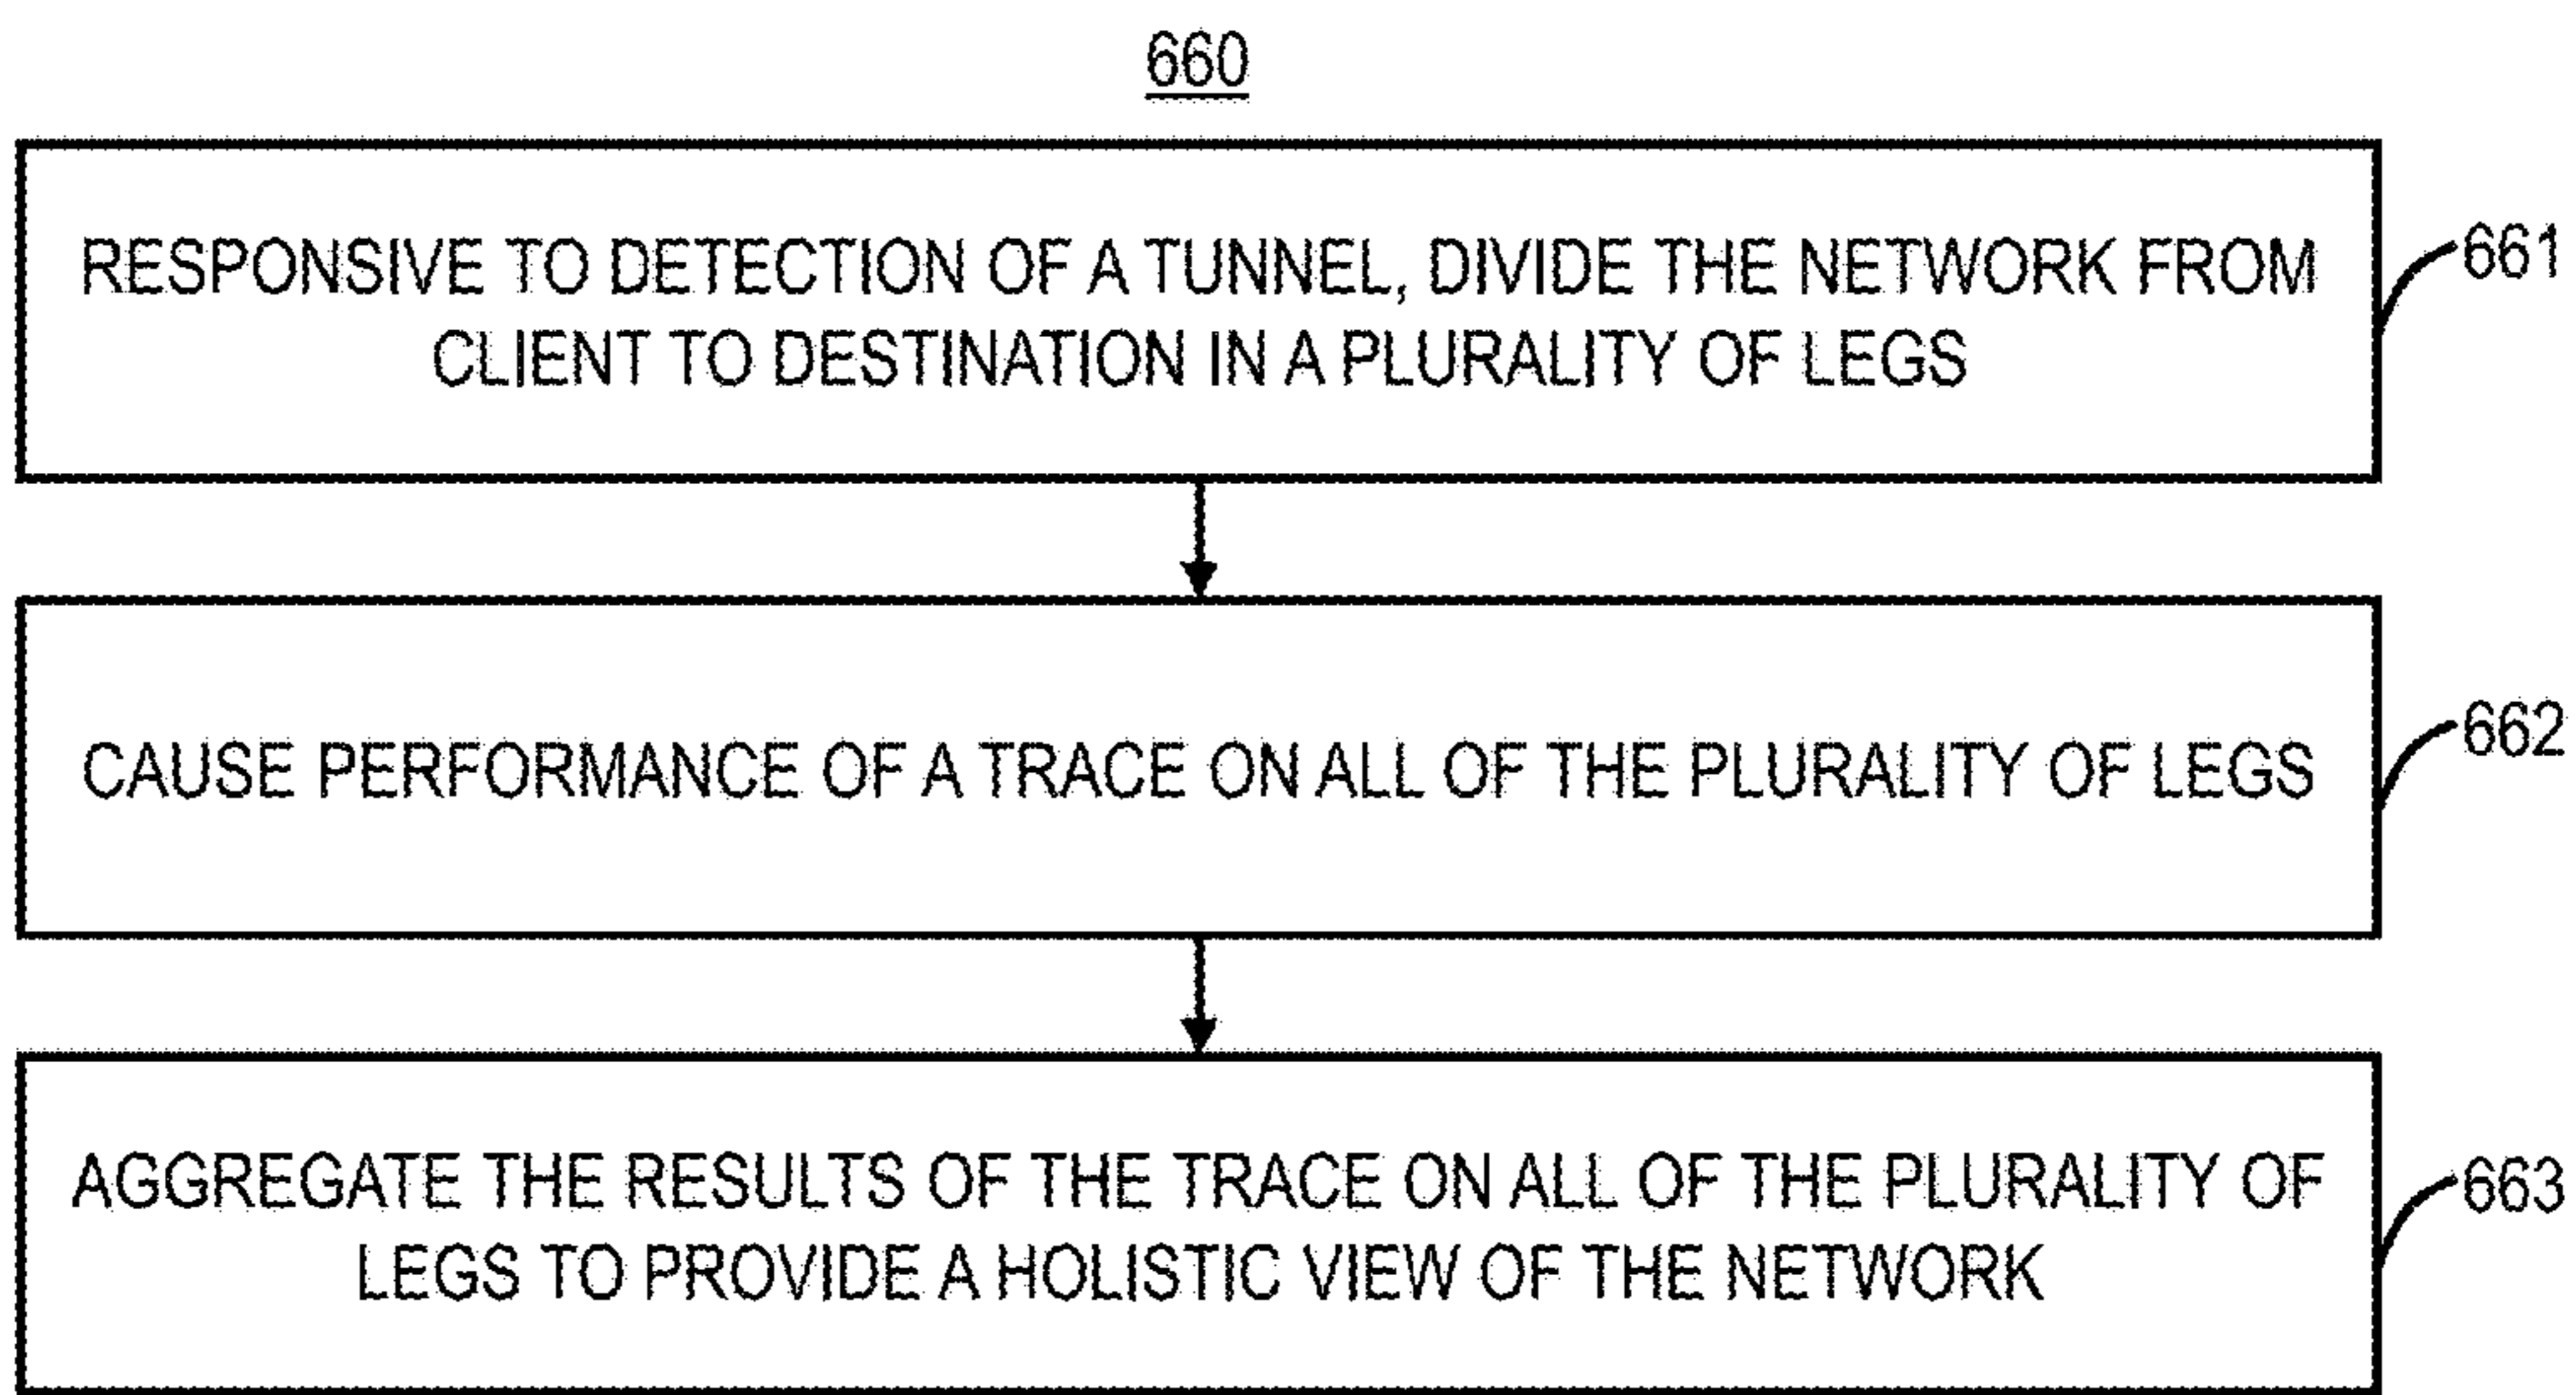 660
RESPONSIVE TO DETECTION OF A TUNNEL, DIVIDE THE NETWORK FROM
CLIENT TO DESTINATION IN A PLURALITY OF LEGS
661
CAUSE PERFORMANCE OF A TRACE ON ALL OF THE PLURALITY OF LEGS
662
AGGREGATE THE RESULTS OF THE TRACE ON ALL OF THE PLURALITY OF
LEGS TO PROVIDE A HOLISTIC VIEW OF THE NETWORK
663